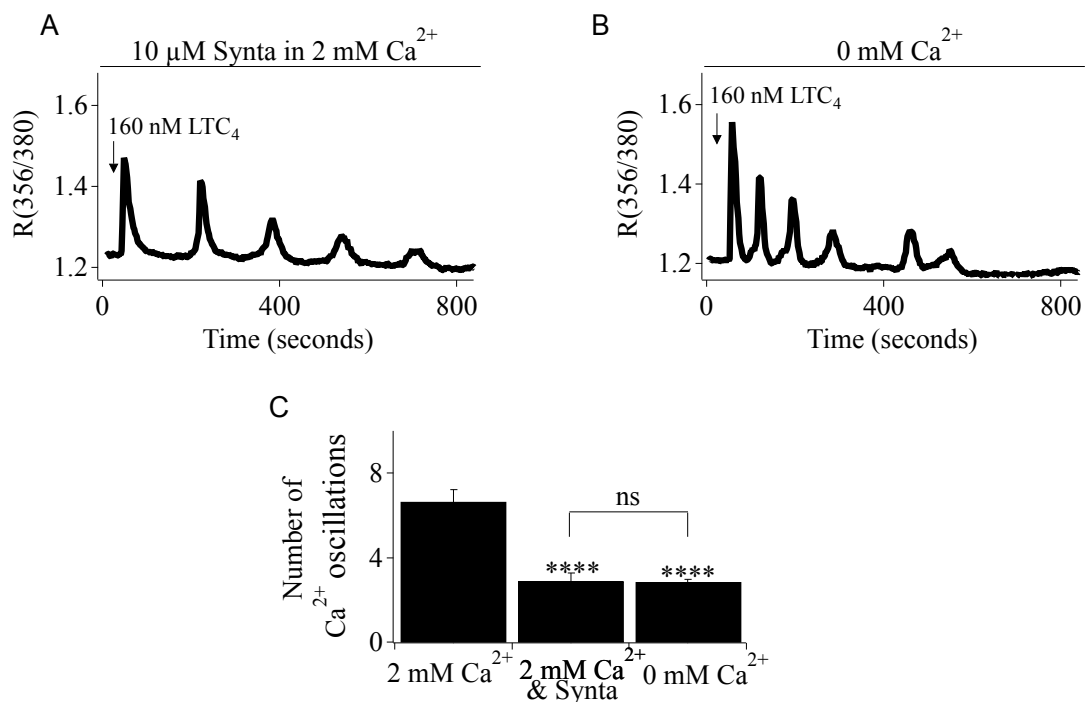 A
10 µM Synta in 2 mM Ca²⁺
R(356/380)
1.6
1.4
1.2
160 nM LTC₄
0
400
800
Time (seconds)
B
0 mM Ca²⁺
R(356/380)
1.6
1.4
1.2
160 nM LTC₄
0
400
800
Time (seconds)
C
Number of
Ca²⁺ oscillations
8
4
0
ns
****
****
2 mM Ca²⁺
2 mM Ca²⁺
& Synta
0 mM Ca²⁺